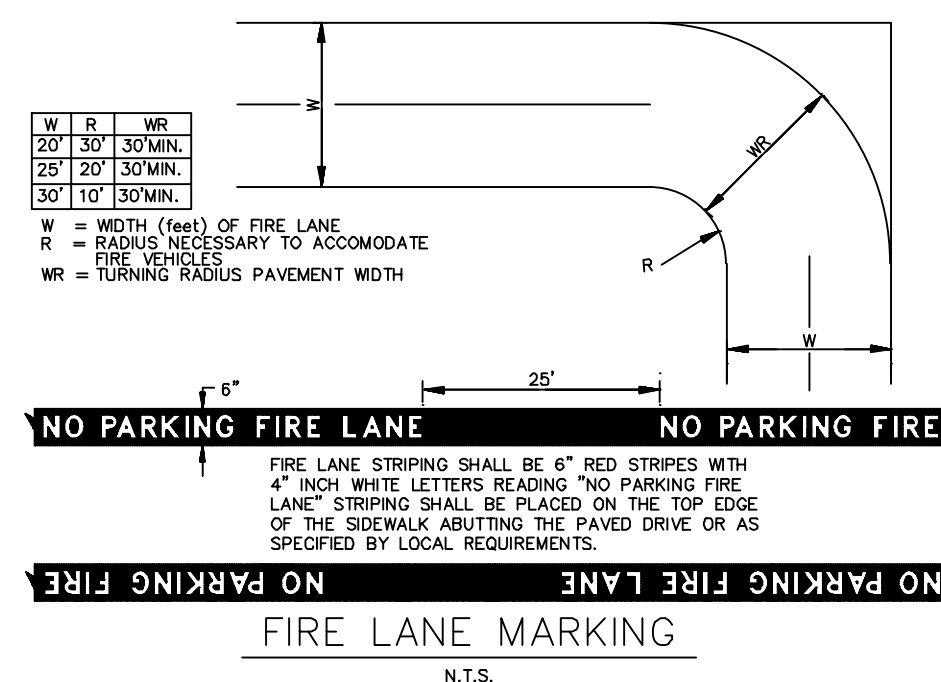 W
WR
W R WR
20' 30' 30'MIN.
25' 20' 30'MIN.
30' 10' 30'MIN.
W = WIDTH (feet) OF FIRE LANE
R = RADIUS NECESSARY TO ACCOMODATE
FIRE VEHICLES
WR = TURNING RADIUS PAVEMENT WIDTH
R
W
6"
25'
NO PARKING FIRE LANE NO PARKING FIRE
FIRE LANE STRIPING SHALL BE 6" RED STRIPES WITH
4" INCH WHITE LETTERS READING "NO PARKING FIRE
LANE" STRIPING SHALL BE PLACED ON THE TOP EDGE
OF THE SIDEWALK ABUTTING THE PAVED DRIVE OR AS
SPECIFIED BY LOCAL REQUIREMENTS.
NO PARKING FIRE LANE NO PARKING FIRE
FIRE LANE MARKING
N.T.S.